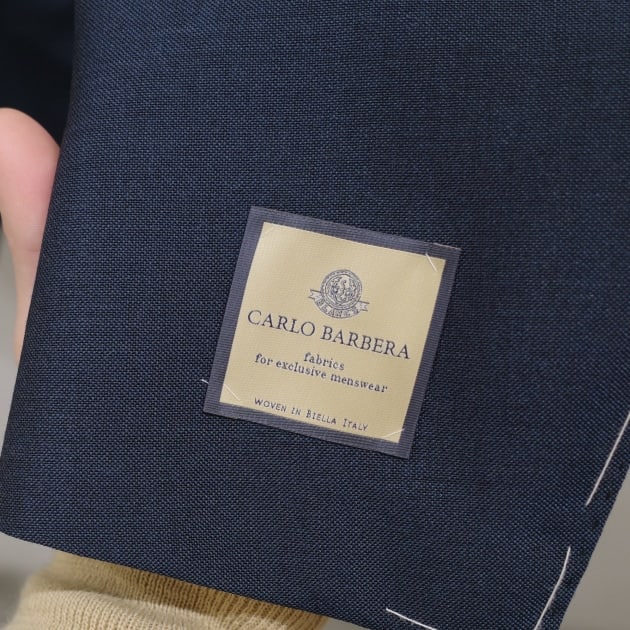 CARLO BARBERA
fabrics
for exclusive menswear
WOVEN IN BIELLA ITALY